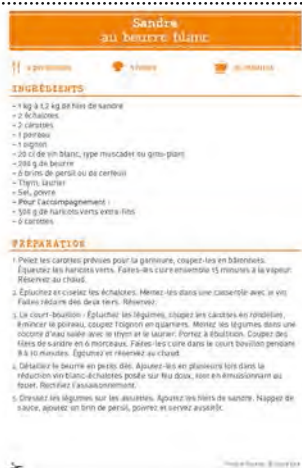 Sandre
au beurre blanc
INGRÉDIENTS
- 1 kg à 1,2 kg de filet de sandre
- 2 échalotes
- 2 carottes
- 1 poireau
- 1 oignon
- 20 cl de vin blanc, type muscadet ou gros-plant
- 200 g de beurre
- 6 brins de persil ou de cerfeuil
- Thym, laurier
- Sel, poivre
- Pour l'accompagnement :
- 500 g de haricots verts extra-fins
- 6 carottes
PRÉPARATION
1. Pelez les carottes prévues pour la garniture, coupez-les en bâtonnets.
Équeutez les haricots verts. Faites-les cuire ensemble 15 minutes à la vapeur.
Réservez au chaud.
2. Épluchez et ciselez les échalotes. Mettez-les dans une casserole avec le vin.
Faites réduire des deux tiers. Réservez.
3. Le court-bouillon : Éplucher les légumes, coupez les carottes en rondelles,
émincer le poireau, coupez l'oignon en quartiers. Mettez les légumes dans une
cocotte d'eau salée avec le thym et le laurier. Portez à ébullition. Coupez des
filets de sandre en 6 morceaux. Faites-les cuire dans le court bouillon pendant
8 à 10 minutes. Égouttez et réservez au chaud.
4. Détaillez le beurre en petits dés. Ajoutez-les en plusieurs fois dans la
réduction vin blanc-échalotes posée sur feu doux, tout en émulsionnant au
fouet. Rectifiez l'assaisonnement.
5. Dressez les légumes sur les assiettes. Ajoutez les filets de sandre. Nappez de
sauce, ajoutez un brin de persil, poivrez et servez aussitôt.